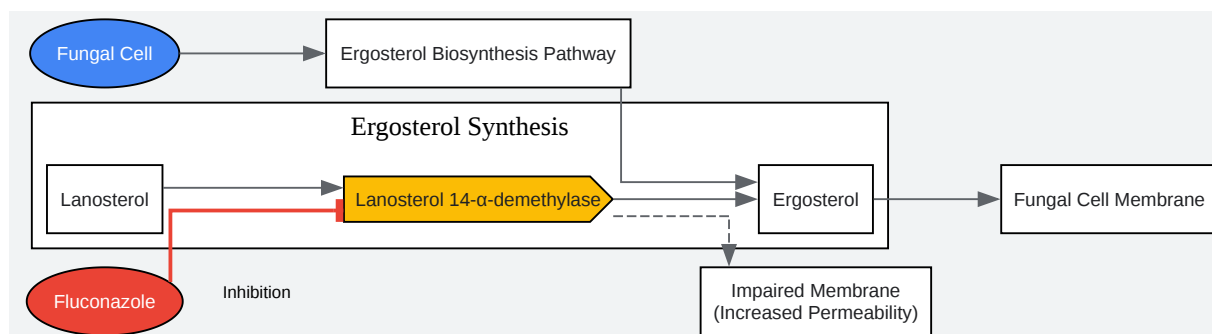 Fungal Cell
Ergosterol Biosynthesis Pathway
Ergosterol Synthesis
Lanosterol
Lanosterol 14-α-demethylase
Ergosterol
Fungal Cell Membrane
Fluconazole
Inhibition
Impaired Membrane
(Increased Permeability)